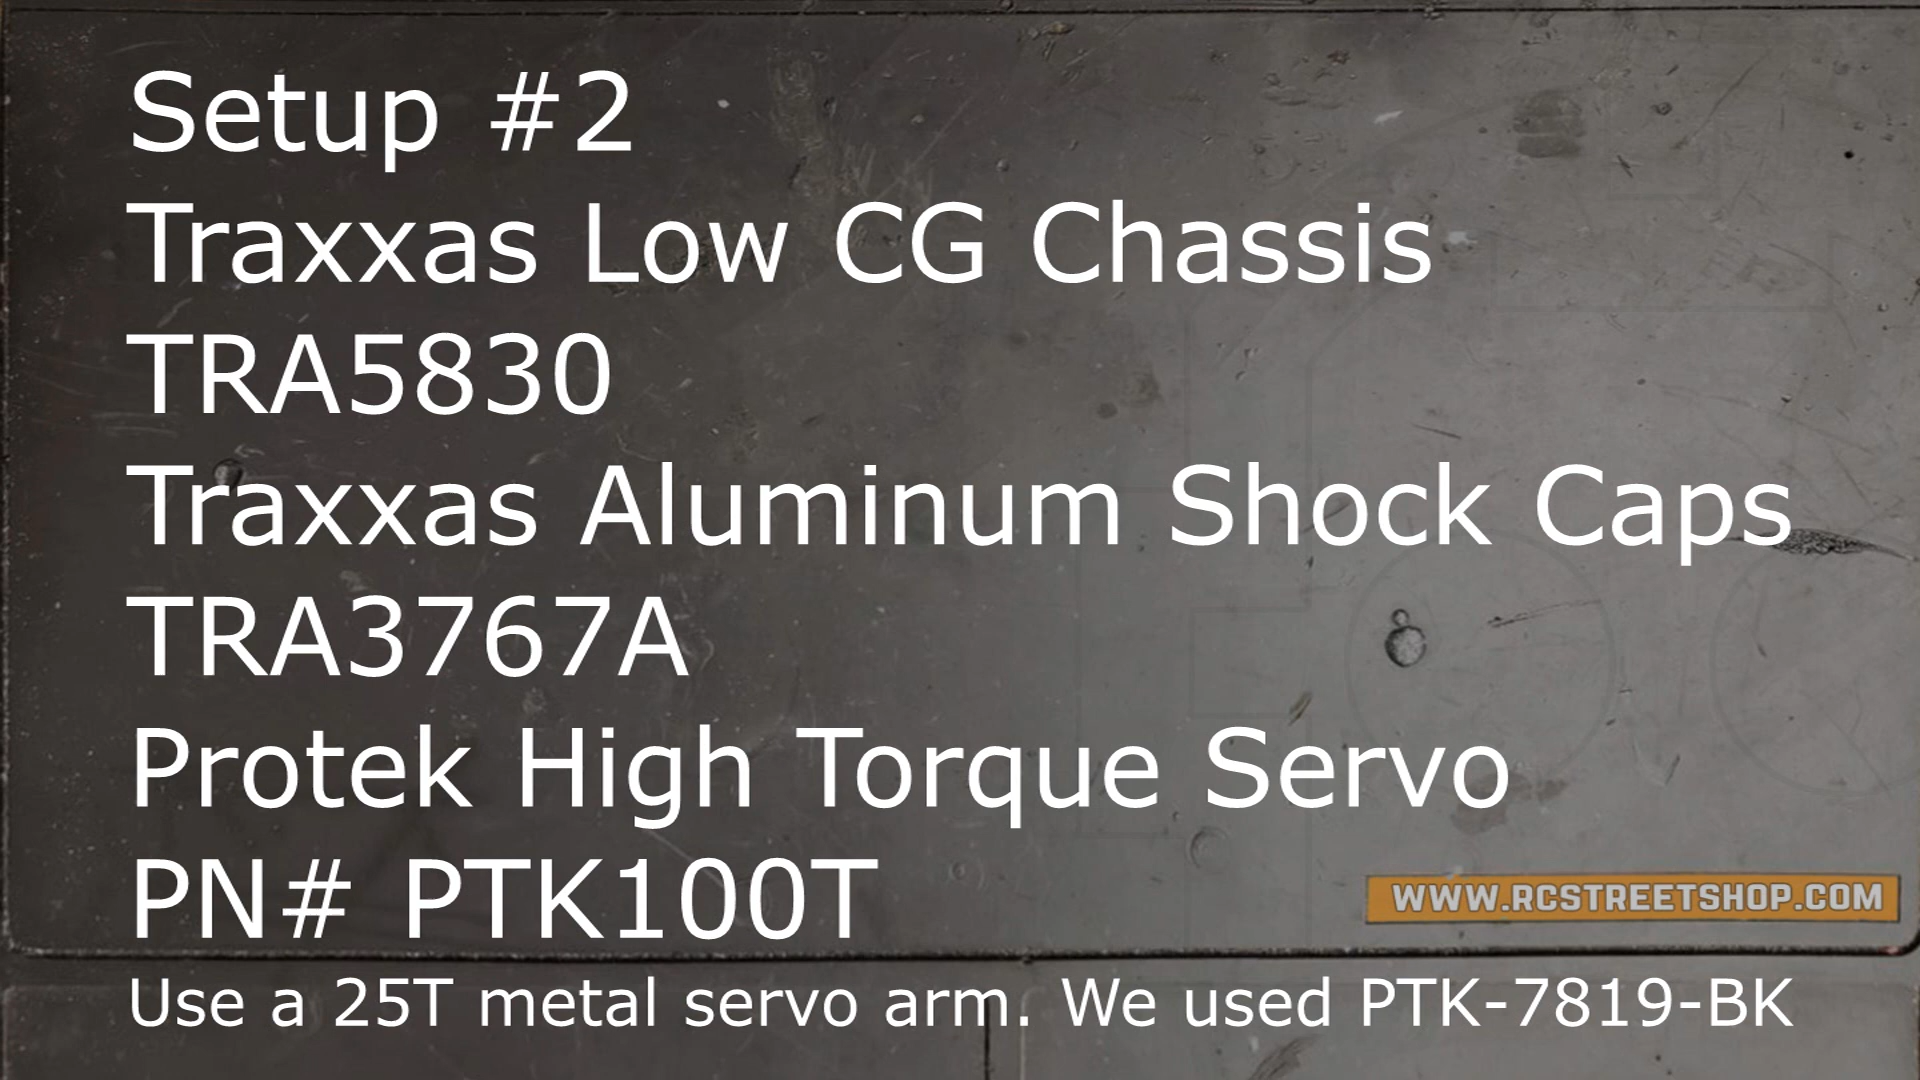 Setup #2
Traxxas Low CG Chassis
TRA5830
Traxxas Aluminum Shock Caps
TRA3767A
Protek High Torque Servo
PN# PTK100T
WWW.RCSTREETSHOP.COM
Use a 25T metal servo arm. We used PTK-7819-BK